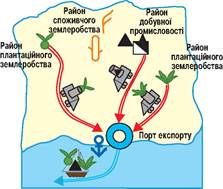 Район
споживчого
землеробства
Район
добувної
промисловості
Район
плантаційного
землеробства
Район
плантаційного
землеробства
Порт експорту